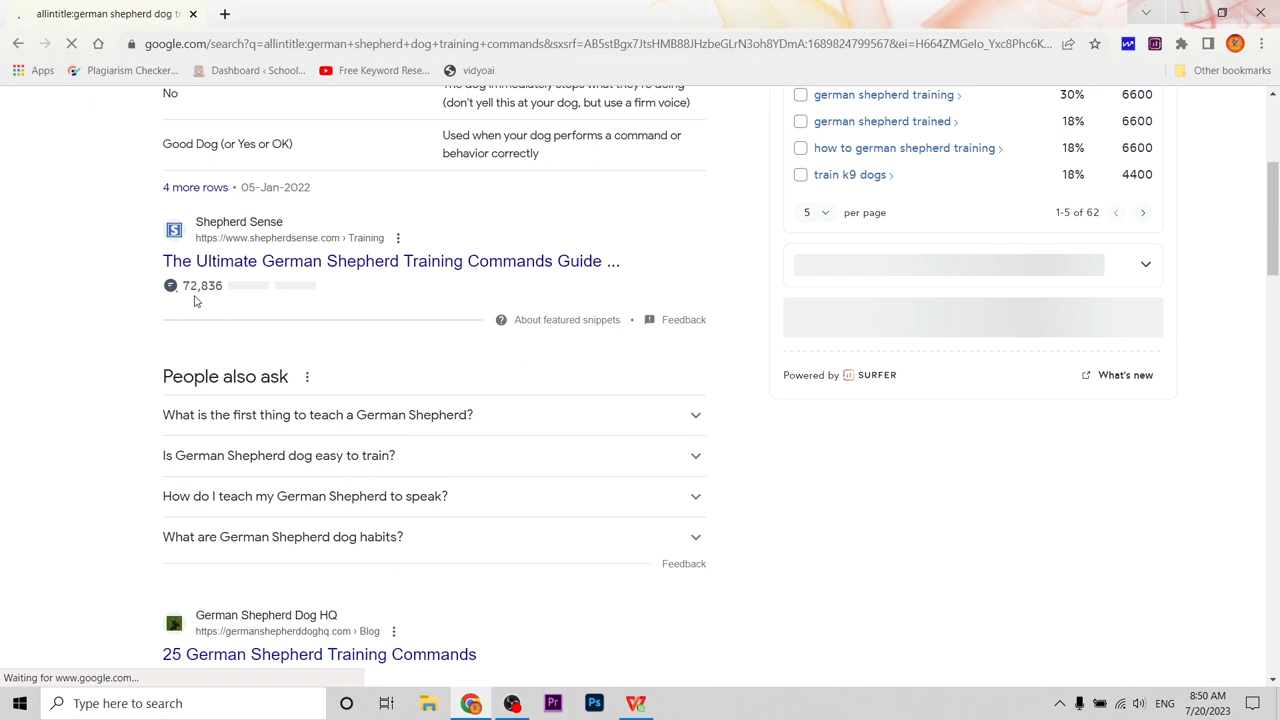 allintitle:german shepherd dog t
google.com/search?q=allintitle:german+shepherd+dog+training+commands&sxsrf=AB5stBgx7JtsHMB88JHzbeGLrN3oh8YDmA:1689824795678&ei=H664ZMGeIo_Yxc8Phc6K...
Apps
Plagiarism Checker...
Dashboard ‹ School...
Free Keyword Rese...
vidyoai
Other bookmarks
No
The dog immediately stops what they're doing
(don't yell this at your dog, but use a firm voice)
Good Dog (or Yes or OK)
Used when your dog performs a command or
behavior correctly
4 more rows • 05-Jan-2022
Shepherd Sense
https://www.shepherdsense.com › Training
The Ultimate German Shepherd Training Commands Guide ...
72,836
About featured snippets • Feedback
People also ask
What is the first thing to teach a German Shepherd?
Is German Shepherd dog easy to train?
How do I teach my German Shepherd to speak?
What are German Shepherd dog habits?
Feedback
German Shepherd Dog HQ
https://germanshepherddoghq.com › Blog
25 German Shepherd Training Commands
german shepherd training › 30% 6600
german shepherd trained › 18% 6600
how to german shepherd training › 18% 6600
train k9 dogs › 18% 4400
5 per page 1-5 of 62
Powered by SURFER What's new
Waiting for www.google.com...
Type here to search
Pr
Ps
ENG
8:50 AM
7/20/2023